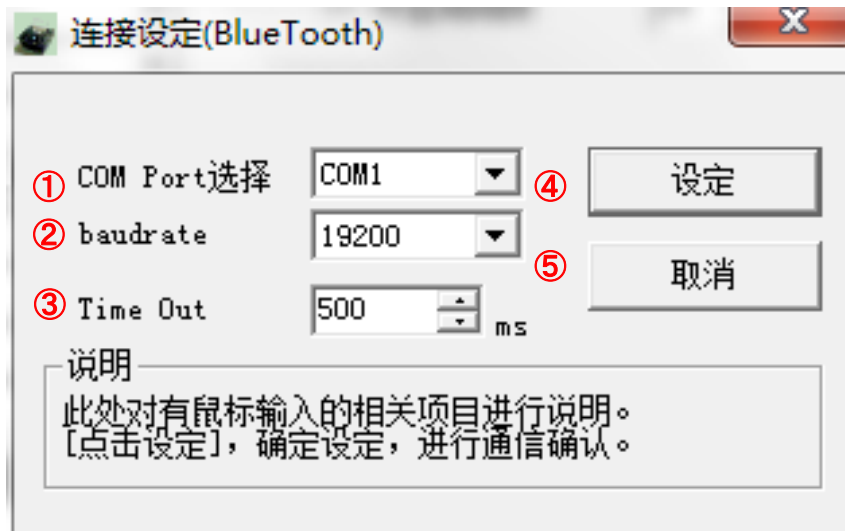 连接设定(BlueTooth)
① COM Port选择 COM1 ④ 设定
② baudrate 19200
⑤ 取消
③ Time Out 500 ms
说明
此处对有鼠标输入的相关项目进行说明。
[点击设定],确定设定,进行通信确认。